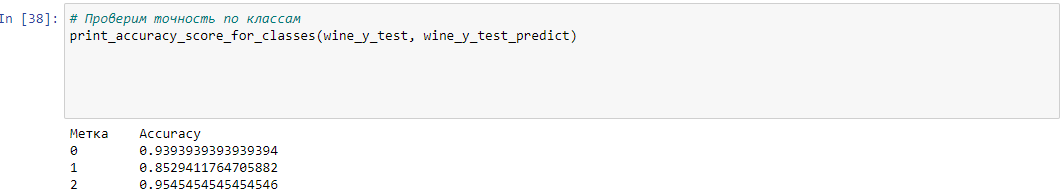 In [38]: # Проверим точность по классам
print_accuracy_score_for_classes(wine_y_test, wine_y_test_predict)
Метка Accuracy
0 0.9393939393939394
1 0.8529411764705882
2 0.9545454545454546